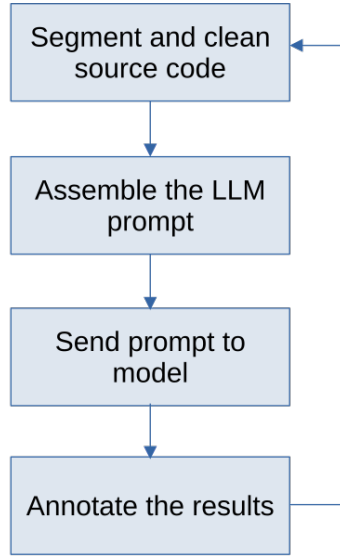 Segment and clean
source code
Assemble the LLM
prompt
Send prompt to
model
Annotate the results